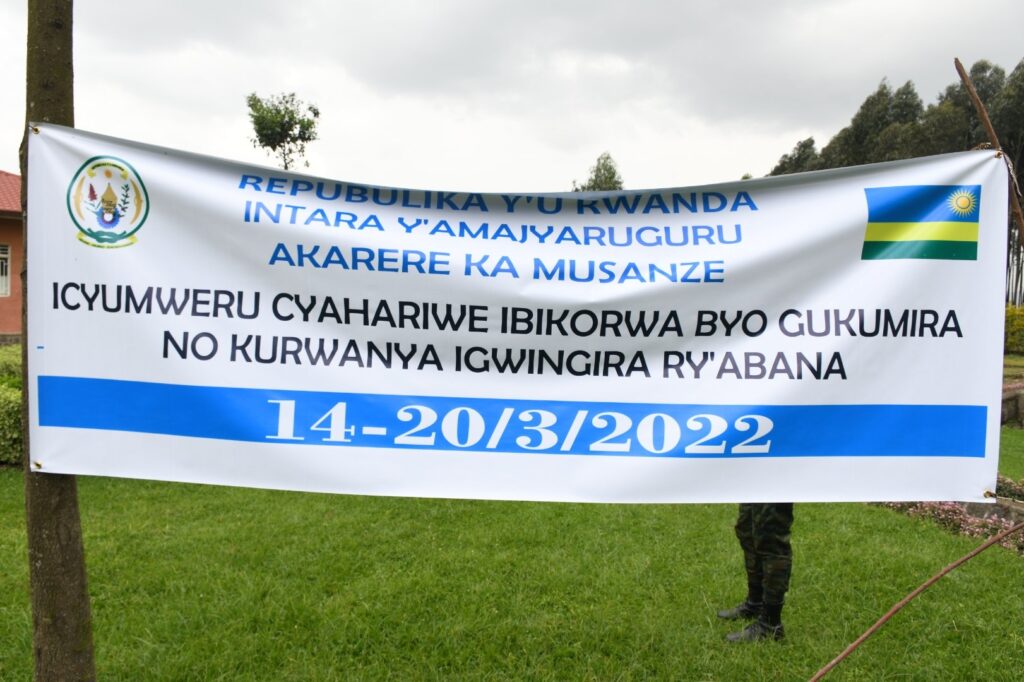 REPUBULIKA Y'U RWANDA
INTARA Y'AMAJYARUGURU
AKARERE KA MUSANZE
ICYUMWERU CYAHARIWE IBIKORWA BYO GUKUMIRA
NO KURWANYA IGWINGIRA RY'ABANA
14-20/3/2022